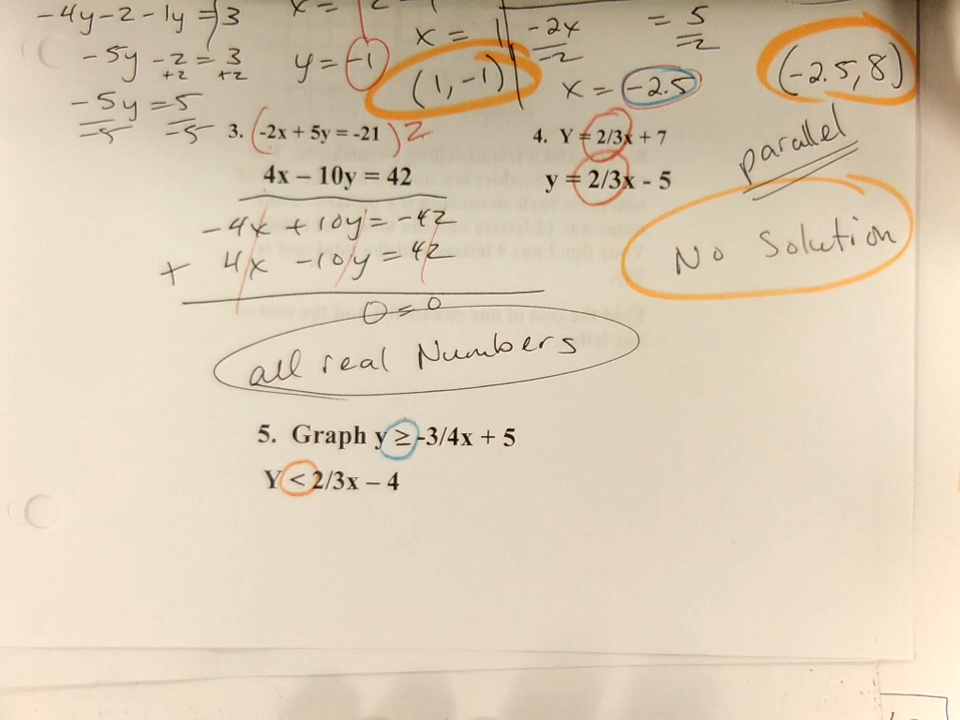 -4y-2-1y=3
-5y-2=3
+2 +2
-5y=5
-5 -5
y=-1
x = 1
(1,-1)
-2x = 5
-2 -2
x = -2.5
(-2.5,8)
3. (-2x + 5y = -21)2
4x – 10y = 42
-4x + 10y = -42
+ 4x -10y = 42
0 = 0
all real Numbers
4. Y = 2/3x + 7
y = 2/3x - 5
parallel
No Solution
5. Graph y ≥ -3/4x + 5
Y < 2/3x – 4